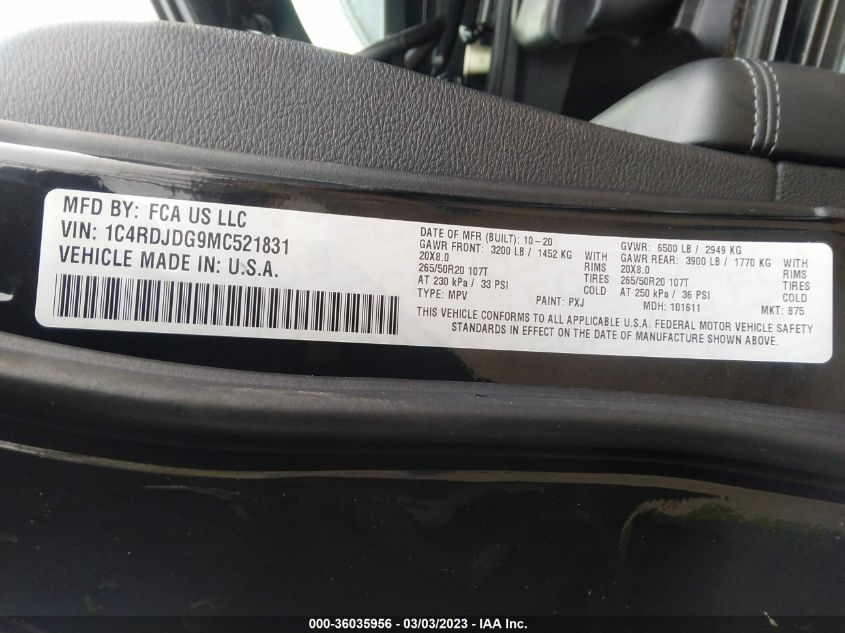 MFD BY: FCA US LLC
VIN: 1C4RDJDG9MC521831
VEHICLE MADE IN: U.S.A.
DATE OF MFR (BUILT): 10-20
GVWR: 6500 LB / 2949 KG
GAWR FRONT: 3200 LB / 1452 KG WITH
GAWR REAR: 3900 LB / 1770 KG WITH
20X8.0 RIMS
20X8.0 RIMS
265/50R20 107T TIRES
265/50R20 107T TIRES
AT 230 kPa / 33 PSI COLD
AT 250 kPa / 36 PSI COLD
TYPE: MPV PAINT: PXJ MDH: 101611 MKT: 875
THIS VEHICLE CONFORMS TO ALL APPLICABLE U.S.A. FEDERAL MOTOR VEHICLE SAFETY
STANDARDS IN EFFECT ON THE DATE OF MANUFACTURE SHOWN ABOVE.
000-36035956 - 03/03/2023 - IAA Inc.